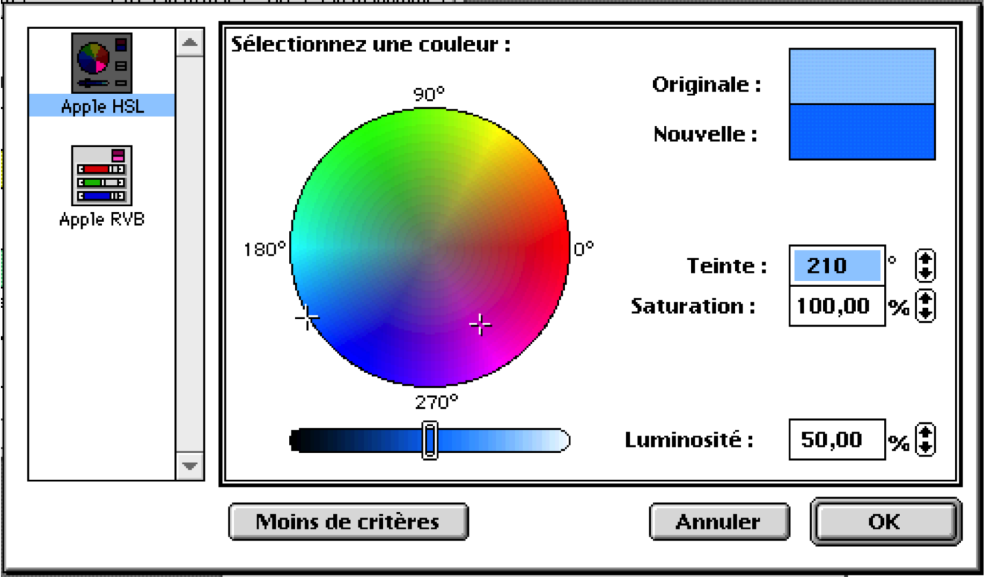 Sélectionnez une couleur :
Apple HSL
Apple RVB
Originale :
Nouvelle :
90°
180°
0°
270°
Teinte : 210 °
Saturation : 100,00 %
Luminosité : 50,00 %
Moins de critères
Annuler
OK